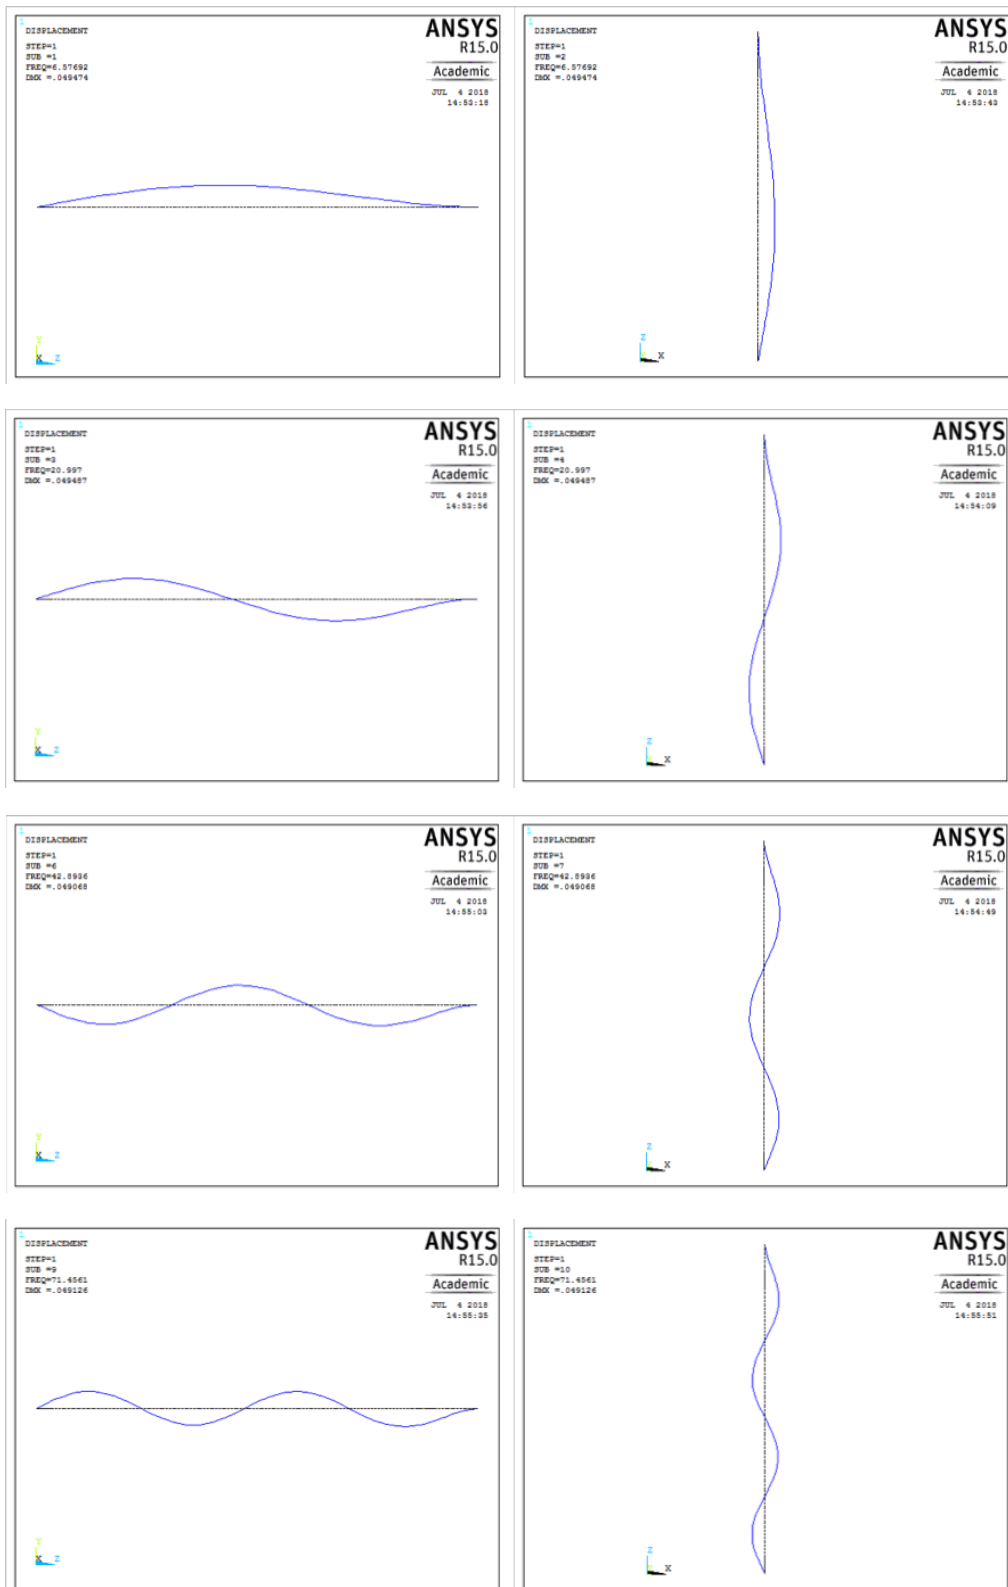 1
DISPLACEMENT
STEP=1
SUB =1
FREQ=6.57692
DMX =.049474
ANSYS
R15.0
Academic
JUL 4 2018
14:53:18
Y
X Z
1
DISPLACEMENT
STEP=1
SUB =2
FREQ=6.57692
DMX =.049474
ANSYS
R15.0
Academic
JUL 4 2018
14:53:43
Z
X
1
DISPLACEMENT
STEP=1
SUB =3
FREQ=20.997
DMX =.049487
ANSYS
R15.0
Academic
JUL 4 2018
14:53:56
Y
X Z
1
DISPLACEMENT
STEP=1
SUB =4
FREQ=20.997
DMX =.049487
ANSYS
R15.0
Academic
JUL 4 2018
14:54:09
Z
X
1
DISPLACEMENT
STEP=1
SUB =6
FREQ=42.8936
DMX =.049068
ANSYS
R15.0
Academic
JUL 4 2018
14:55:03
Y
X Z
1
DISPLACEMENT
STEP=1
SUB =7
FREQ=42.8936
DMX =.049068
ANSYS
R15.0
Academic
JUL 4 2018
14:54:49
Z
X
1
DISPLACEMENT
STEP=1
SUB =9
FREQ=71.4561
DMX =.049126
ANSYS
R15.0
Academic
JUL 4 2018
14:55:35
Y
X Z
1
DISPLACEMENT
STEP=1
SUB =10
FREQ=71.4561
DMX =.049126
ANSYS
R15.0
Academic
JUL 4 2018
14:55:51
Z
X